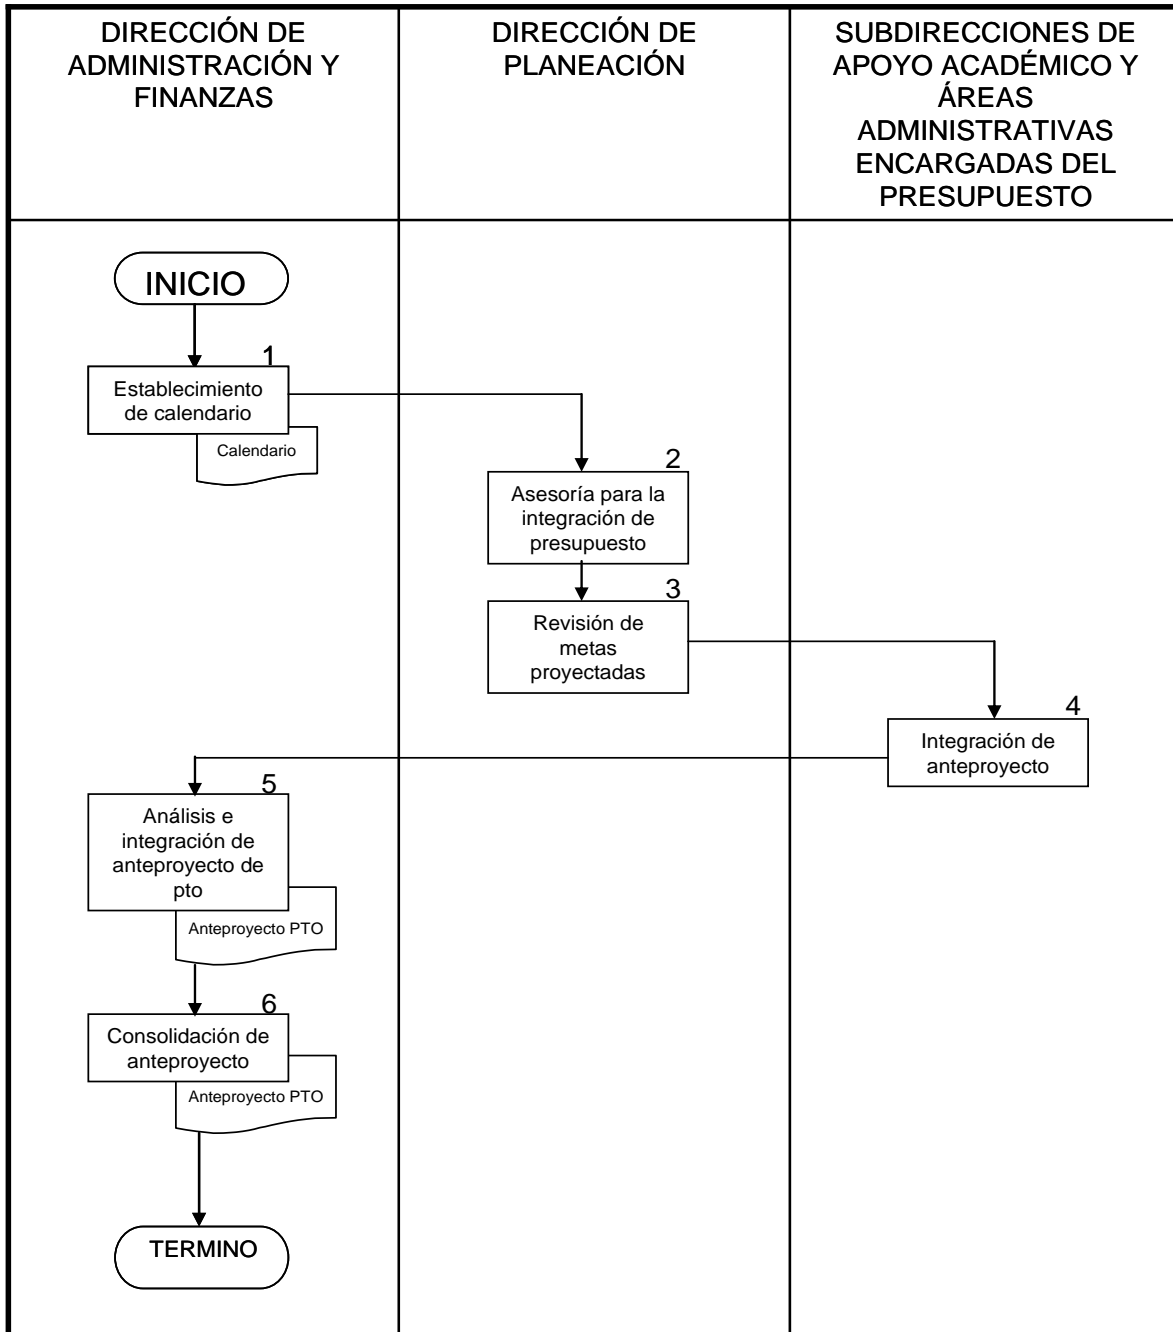 DIRECCIÓN DE
ADMINISTRACIÓN Y
FINANZAS
DIRECCIÓN DE
PLANEACIÓN
SUBDIRECCIONES DE
APOYO ACADÉMICO Y
ÁREAS
ADMINISTRATIVAS
ENCARGADAS DEL
PRESUPUESTO
INICIO
1
Establecimiento
de calendario
Calendario
2
Asesoría para la
integración de
presupuesto
3
Revisión de
metas
proyectadas
4
Integración de
anteproyecto
5
Análisis e
integración de
anteproyecto de
pto
Anteproyecto PTO
6
Consolidación de
anteproyecto
Anteproyecto PTO
TERMINO